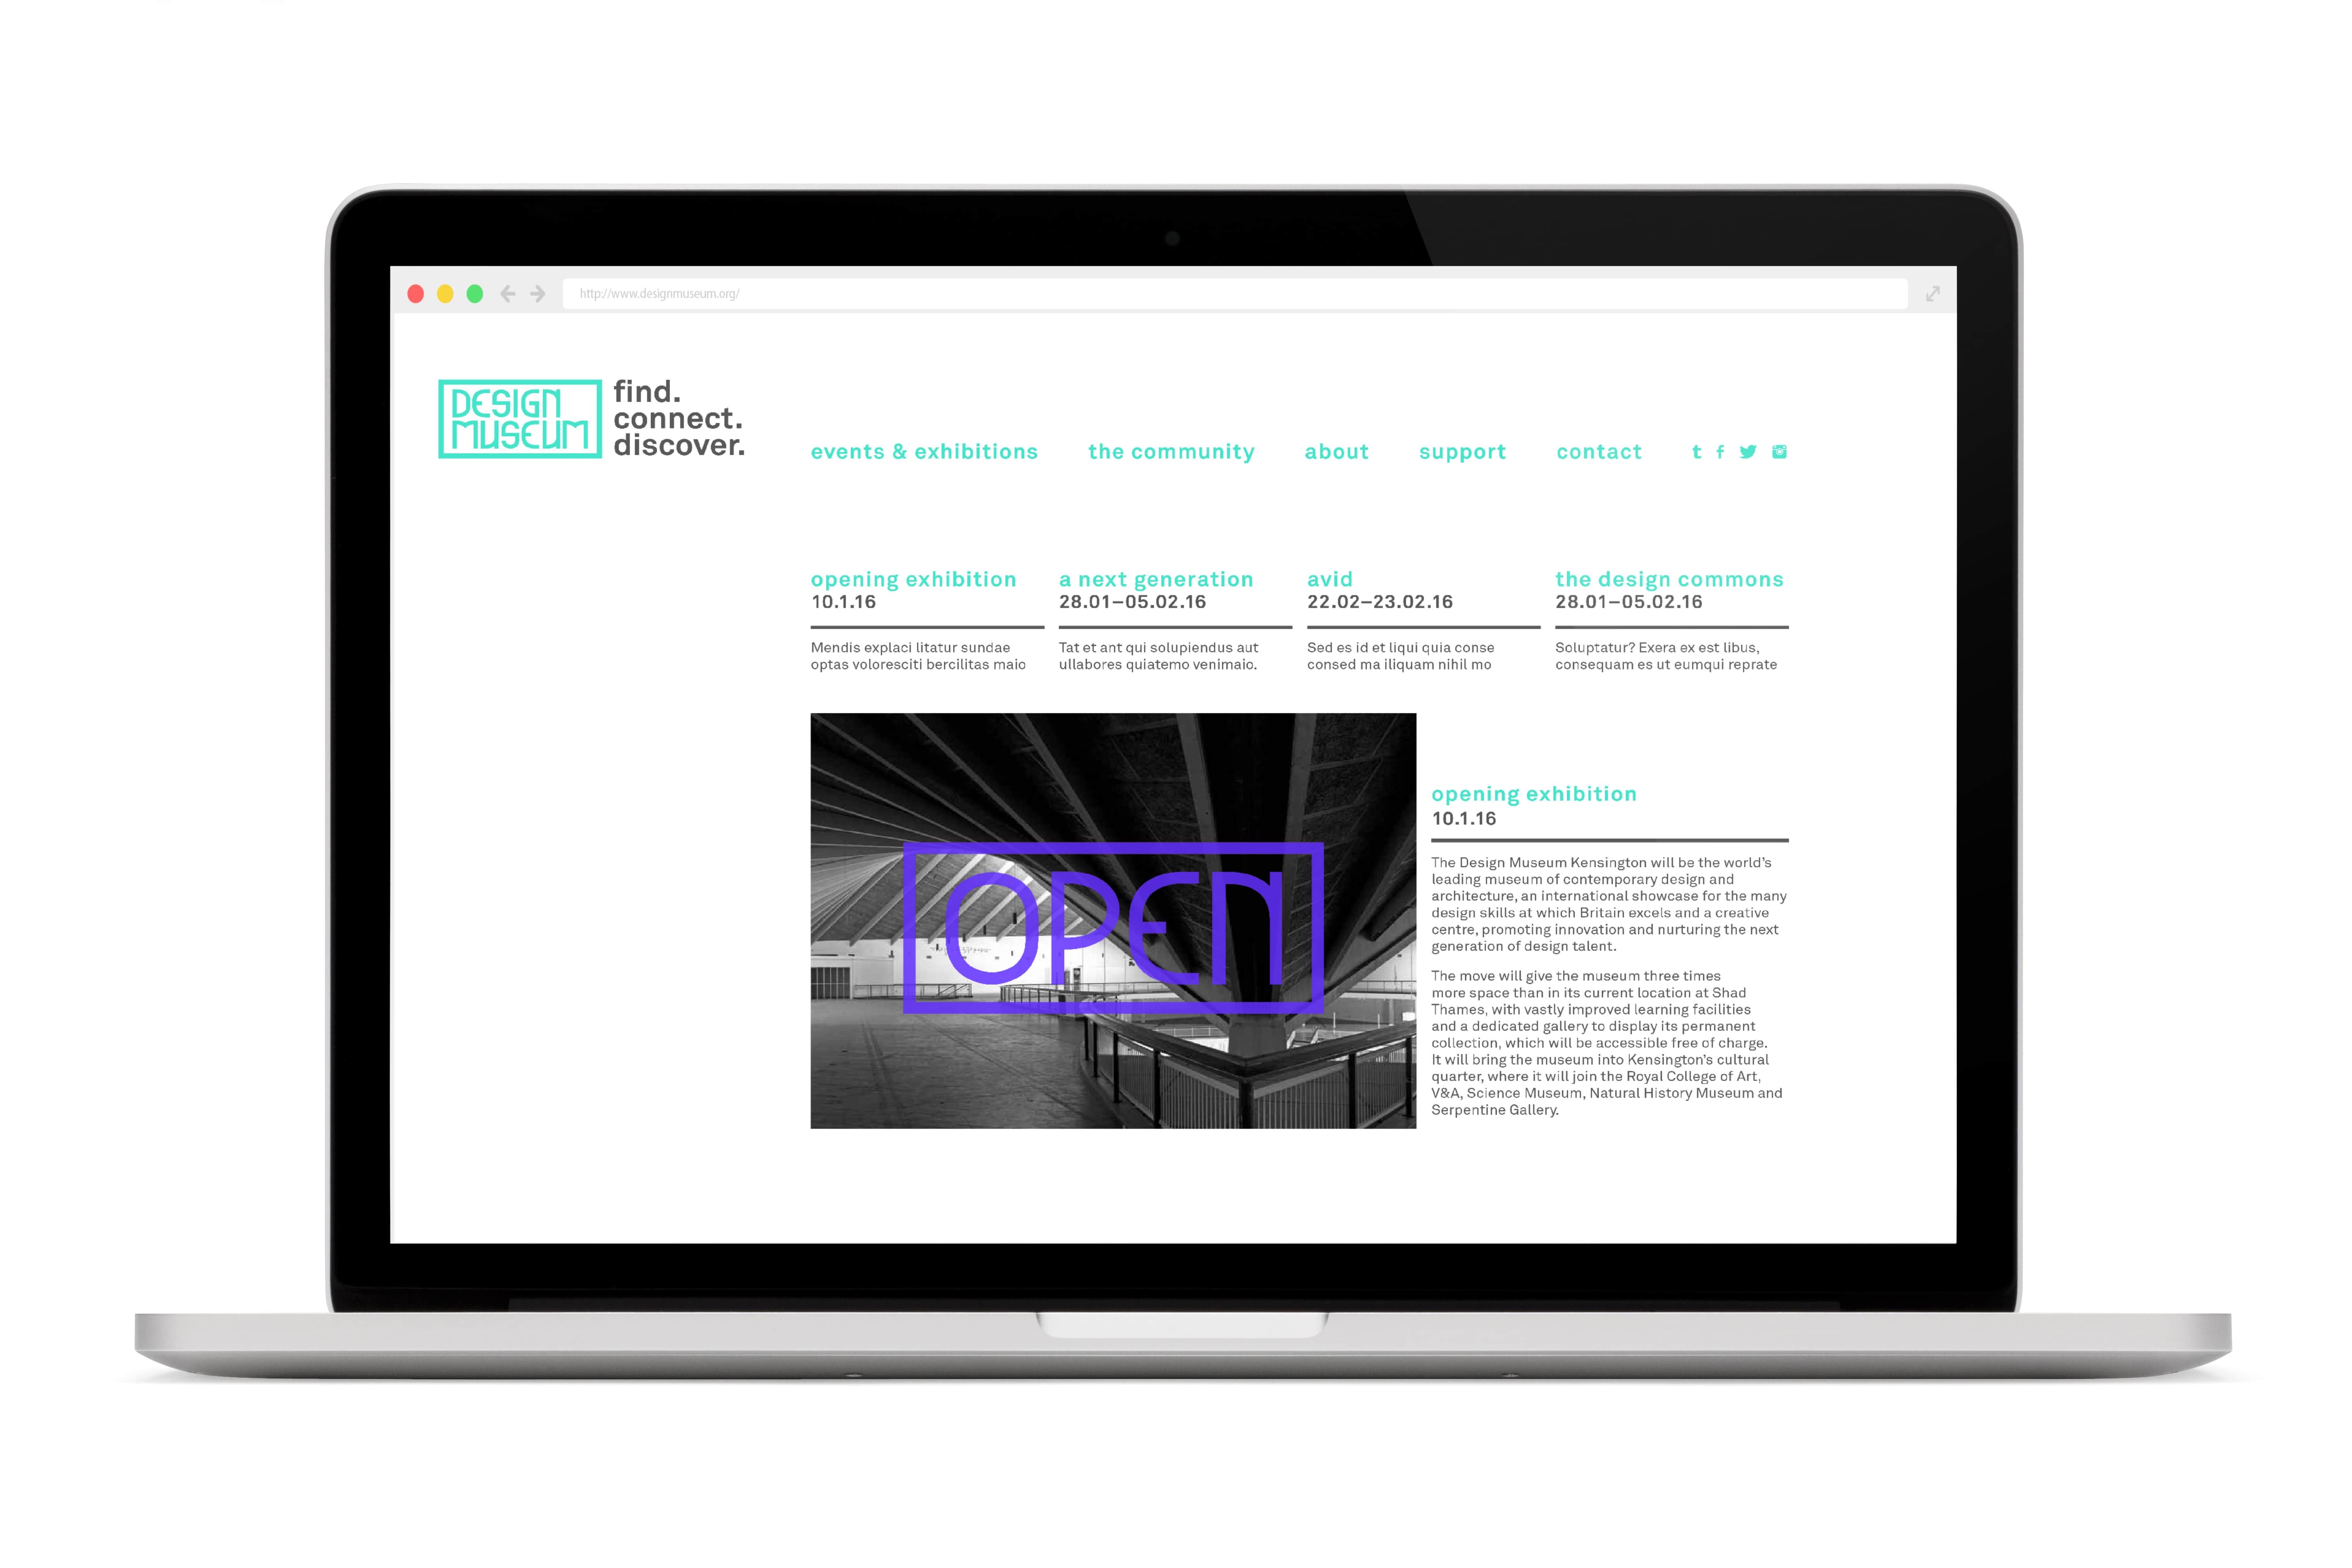 http://www.designmuseum.org/
DESIGN
MUSEUM
find.
connect.
discover.
events & exhibitions the community about support contact t f
opening exhibition
10.1.16
Mendis explaci litatur sundae
optas voloresciti bercilitas maio
a next generation
28.01–05.02.16
Tat et ant qui solupiendus aut
ullabores quiatemo venimaio.
avid
22.02–23.02.16
Sed es id et liqui quia conse
consed ma iliquam nihil mo
the design commons
28.01–05.02.16
Soluptatur? Exera ex est libus,
consequam es ut eumqui reprate
OPEN
opening exhibition
10.1.16
The Design Museum Kensington will be the world's
leading museum of contemporary design and
architecture, an international showcase for the many
design skills at which Britain excels and a creative
centre, promoting innovation and nurturing the next
generation of design talent.
The move will give the museum three times
more space than in its current location at Shad
Thames, with vastly improved learning facilities
and a dedicated gallery to display its permanent
collection, which will be accessible free of charge.
It will bring the museum into Kensington's cultural
quarter, where it will join the Royal College of Art,
V&A, Science Museum, Natural History Museum and
Serpentine Gallery.